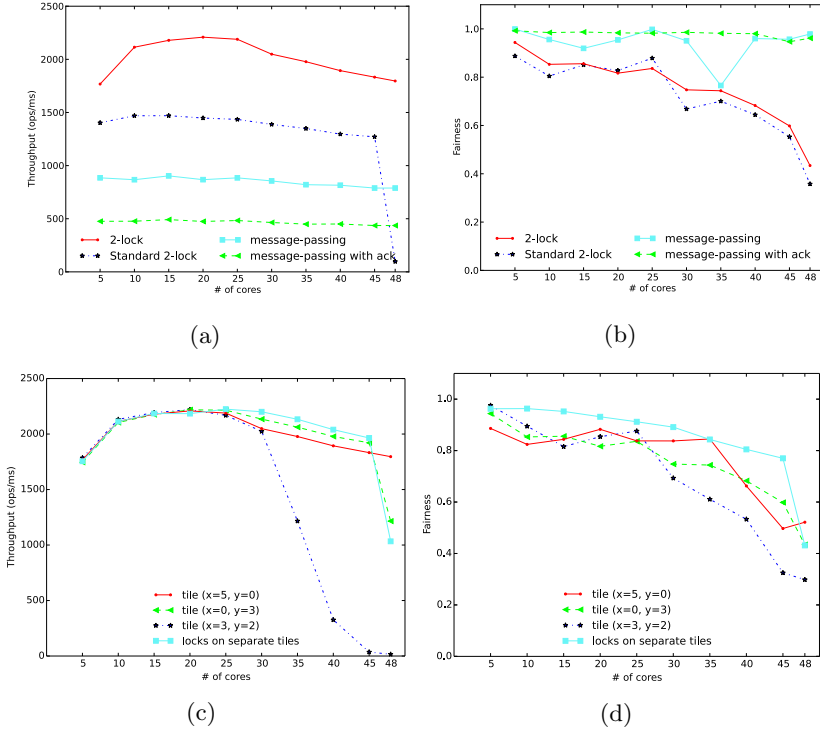 2500
2000
1500
1000
500
0
Throughput (ops/ms)
2-lock
Standard 2-lock
message-passing
message-passing with ack
5 10 15 20 25 30 35 40 45 48
# of cores
(a)
1.0
0.8
0.6
0.4
0.2
0.0
Fairness
2-lock
Standard 2-lock
message-passing
message-passing with ack
5 10 15 20 25 30 35 40 45 48
# of cores
(b)
2500
2000
1500
1000
500
0
Throughput (ops/ms)
tile (x=5, y=0)
tile (x=0, y=3)
tile (x=3, y=2)
locks on separate tiles
5 10 15 20 25 30 35 40 45 48
# of cores
(c)
1.0
0.8
0.6
0.4
0.2
0.0
Fairness
tile (x=5, y=0)
tile (x=0, y=3)
tile (x=3, y=2)
locks on separate tiles
5 10 15 20 25 30 35 40 45 48
# of cores
(d)